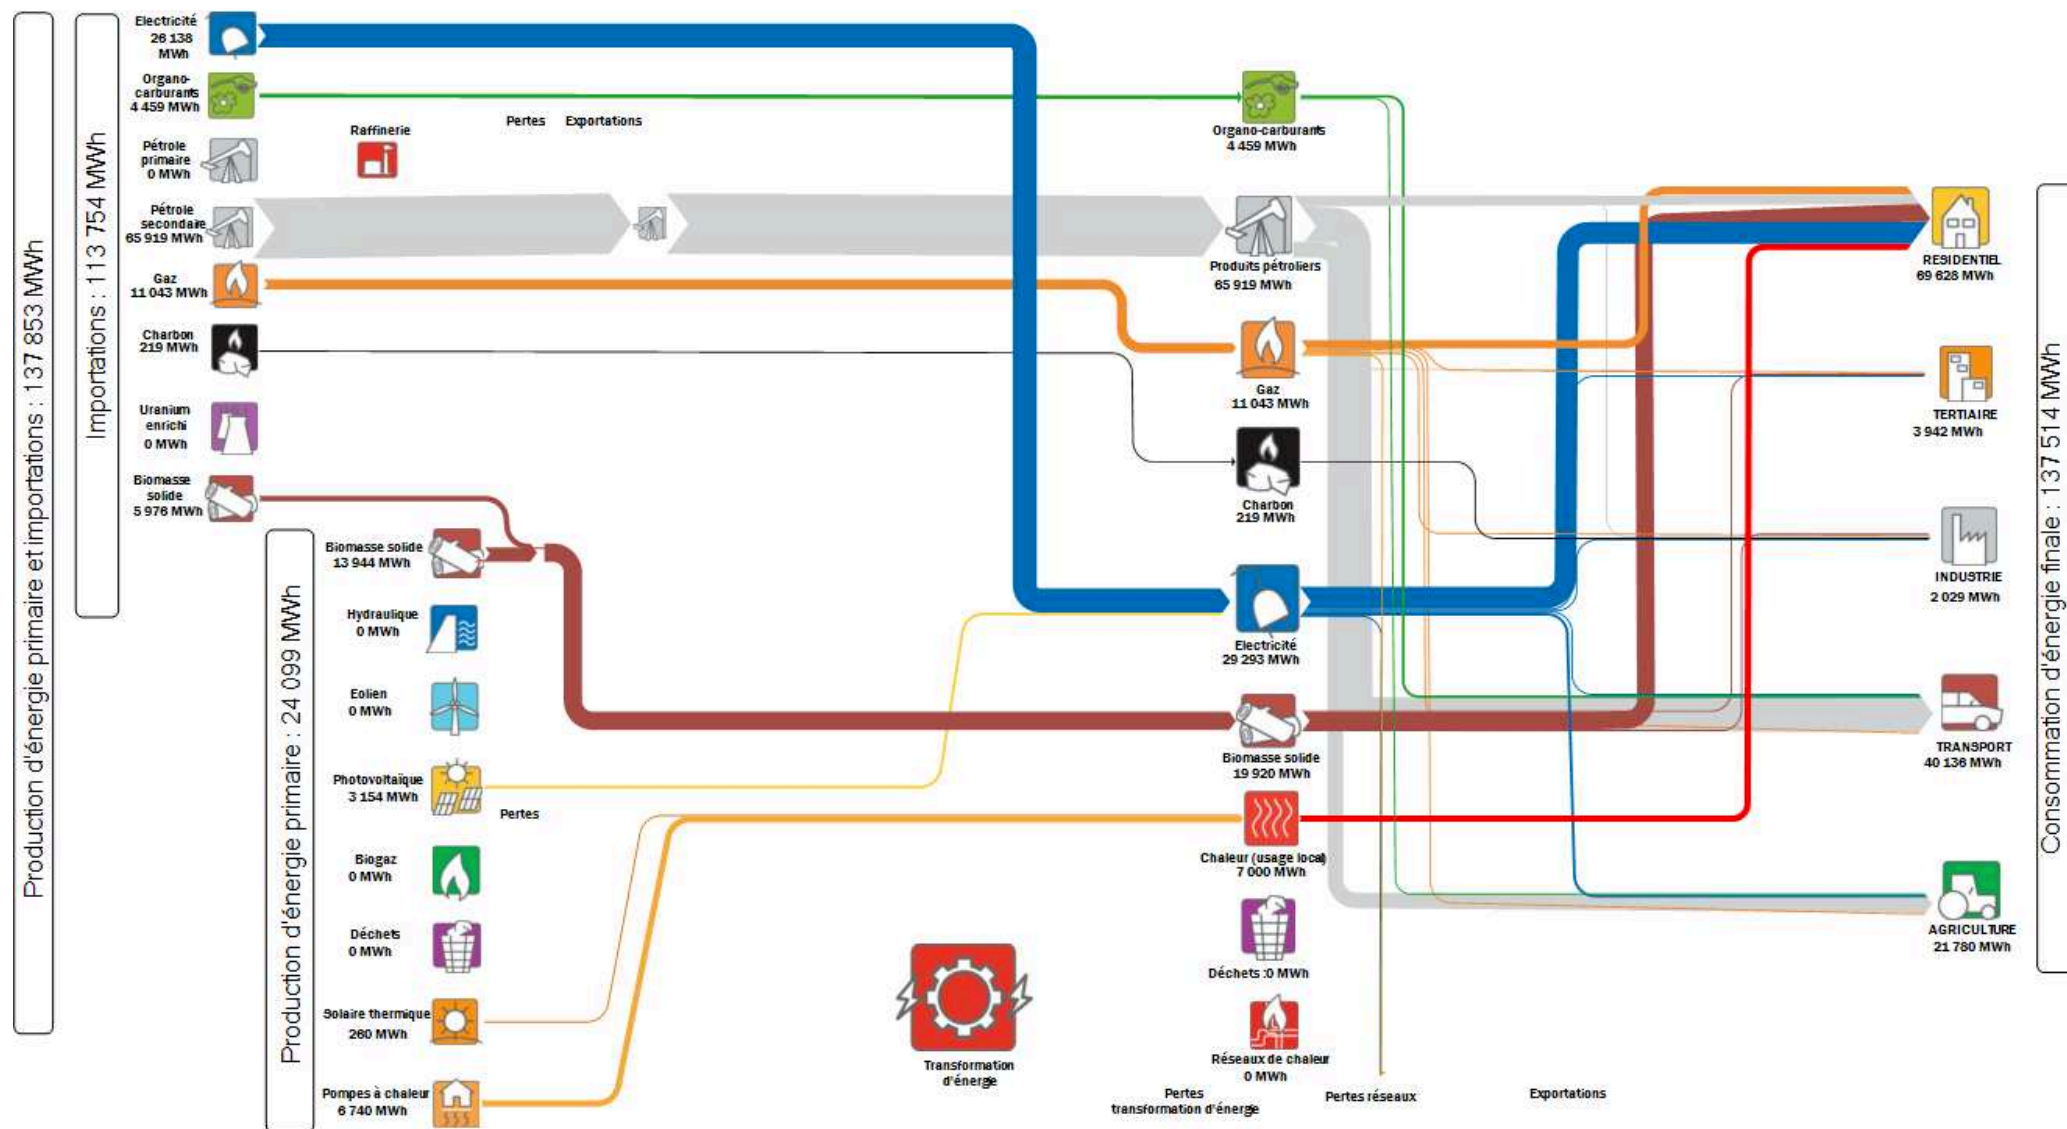 Production d'énergie primaire et importations : 137 853 MWh
Importations : 113 754 MWh
Electricité
26 138
MWh
Organo-
carburants
4 459 MWh
Pétrole
primaire
0 MWh
Pétrole
secondaire
65 919 MWh
Gaz
11 043 MWh
Charbon
219 MWh
Uranium
enrichi
0 MWh
Biomasse
solide
5 976 MWh
Raffinerie
Pertes
Exportations
Production d'énergie primaire : 24 099 MWh
Biomasse solide
13 944 MWh
Hydraulique
0 MWh
Eolien
0 MWh
Photovoltaïque
3 154 MWh
Pertes
Biogaz
0 MWh
Déchets
0 MWh
Solaire thermique
260 MWh
Pompes à chaleur
6 740 MWh
Transformation
d'énergie
Organo-carburants
4 459 MWh
Produits pétroliers
65 919 MWh
Gaz
11 043 MWh
Charbon
219 MWh
Electricité
29 293 MWh
Biomasse solide
19 920 MWh
Chaleur (usage local)
7 000 MWh
Déchets :0 MWh
Réseaux de chaleur
0 MWh
Pertes
transformation d'énergie
Pertes réseaux
Exportations
RESIDENTIEL
69 628 MWh
TERTIAIRE
3 942 MWh
INDUSTRIE
2 029 MWh
TRANSPORT
40 136 MWh
AGRICULTURE
21 780 MWh
Consommation d'énergie finale : 137 514 MWh